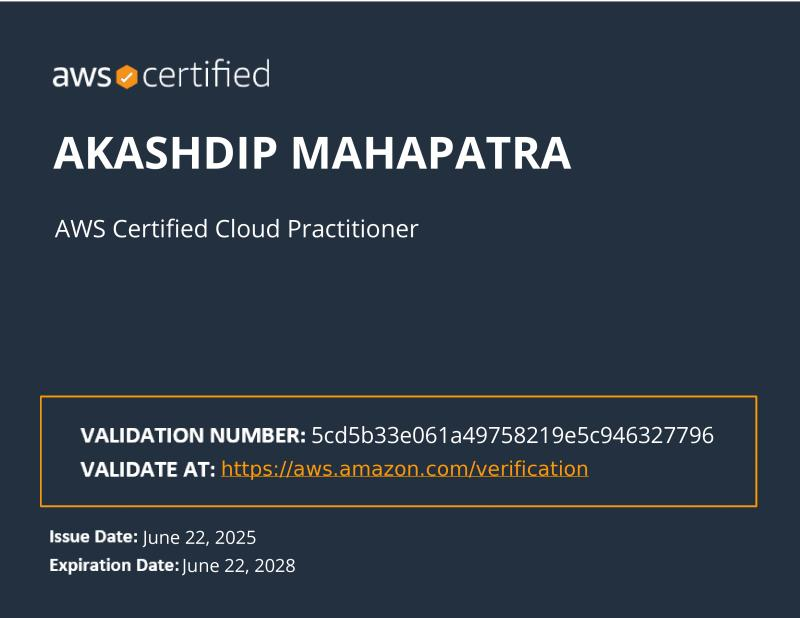 aws certified
AKASHDIP MAHAPATRA
AWS Certified Cloud Practitioner
VALIDATION NUMBER: 5cd5b33e061a49758219e5c946327796
VALIDATE AT: https://aws.amazon.com/verification
Issue Date: June 22, 2025
Expiration Date: June 22, 2028